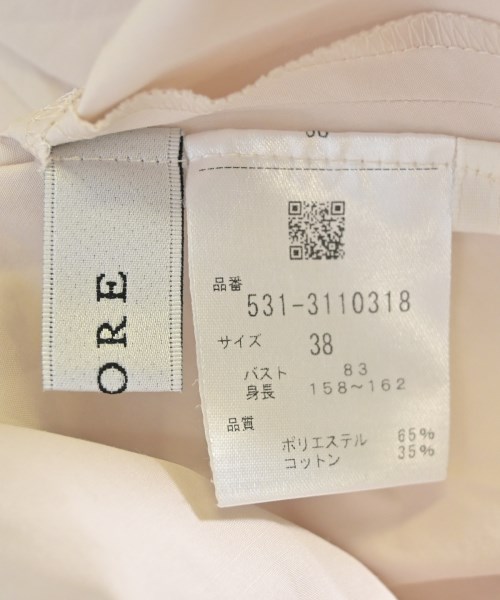 ORE
品番
531-3110318
サイズ 38
バスト 83
身長 158~162
品質
ポリエステル 65%
コットン 35%